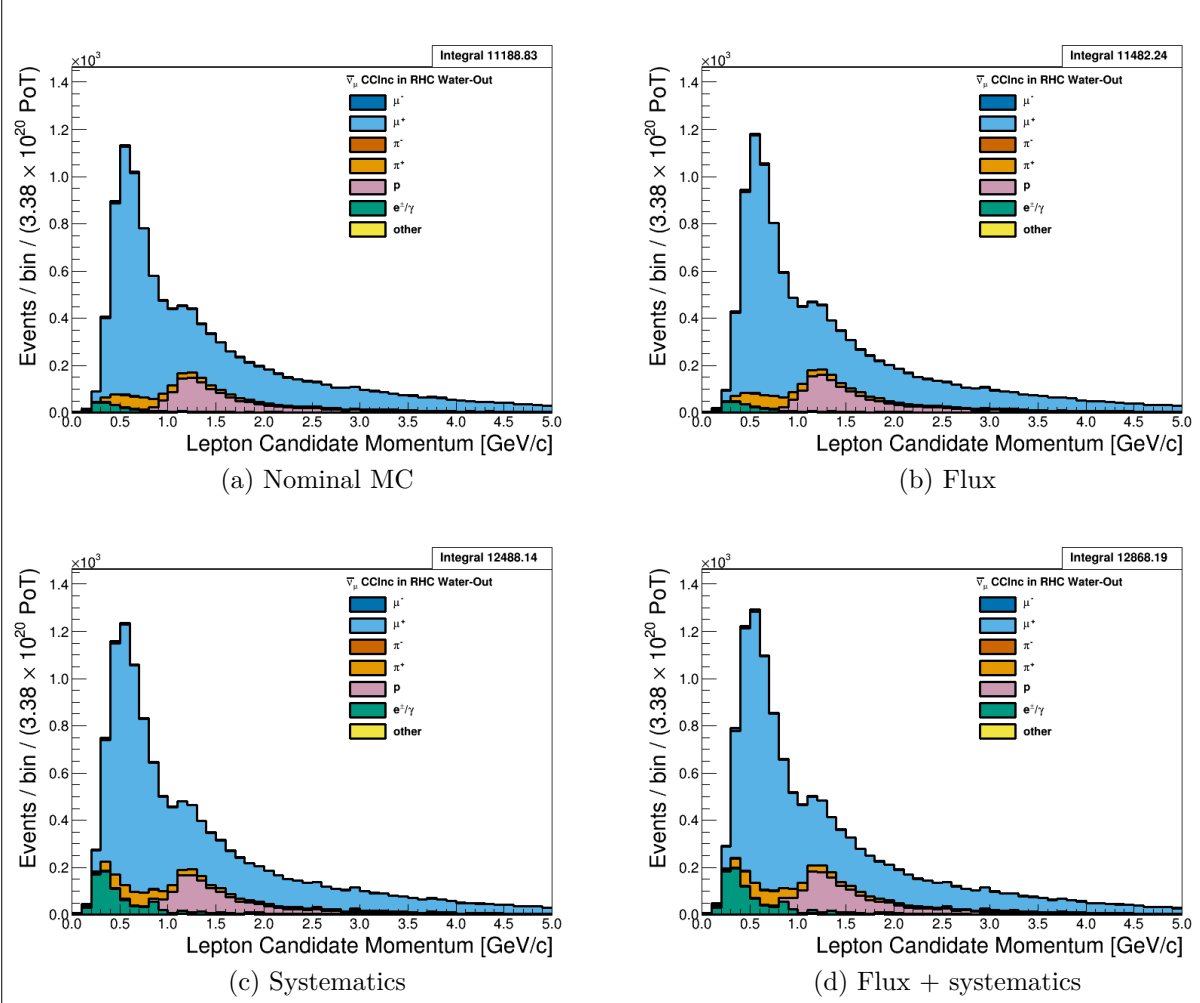 Integral 11188.83
×10³
ν̅μ CCInc in RHC Water-Out
μ⁻
μ⁺
π⁻
π⁺
p
e±/γ
other
Events / bin / (3.38 × 10²⁰ PoT)
1.4
1.2
1.0
0.8
0.6
0.4
0.2
0.0
0.0 0.5 1.0 1.5 2.0 2.5 3.0 3.5 4.0 4.5 5.0
Lepton Candidate Momentum [GeV/c]
(a) Nominal MC
Integral 11482.24
×10³
ν̅μ CCInc in RHC Water-Out
μ⁻
μ⁺
π⁻
π⁺
p
e±/γ
other
Events / bin / (3.38 × 10²⁰ PoT)
1.4
1.2
1.0
0.8
0.6
0.4
0.2
0.0
0.0 0.5 1.0 1.5 2.0 2.5 3.0 3.5 4.0 4.5 5.0
Lepton Candidate Momentum [GeV/c]
(b) Flux
Integral 12488.14
×10³
ν̅μ CCInc in RHC Water-Out
μ⁻
μ⁺
π⁻
π⁺
p
e±/γ
other
Events / bin / (3.38 × 10²⁰ PoT)
1.4
1.2
1.0
0.8
0.6
0.4
0.2
0.0
0.0 0.5 1.0 1.5 2.0 2.5 3.0 3.5 4.0 4.5 5.0
Lepton Candidate Momentum [GeV/c]
(c) Systematics
Integral 12868.19
×10³
ν̅μ CCInc in RHC Water-Out
μ⁻
μ⁺
π⁻
π⁺
p
e±/γ
other
Events / bin / (3.38 × 10²⁰ PoT)
1.4
1.2
1.0
0.8
0.6
0.4
0.2
0.0
0.0 0.5 1.0 1.5 2.0 2.5 3.0 3.5 4.0 4.5 5.0
Lepton Candidate Momentum [GeV/c]
(d) Flux + systematics